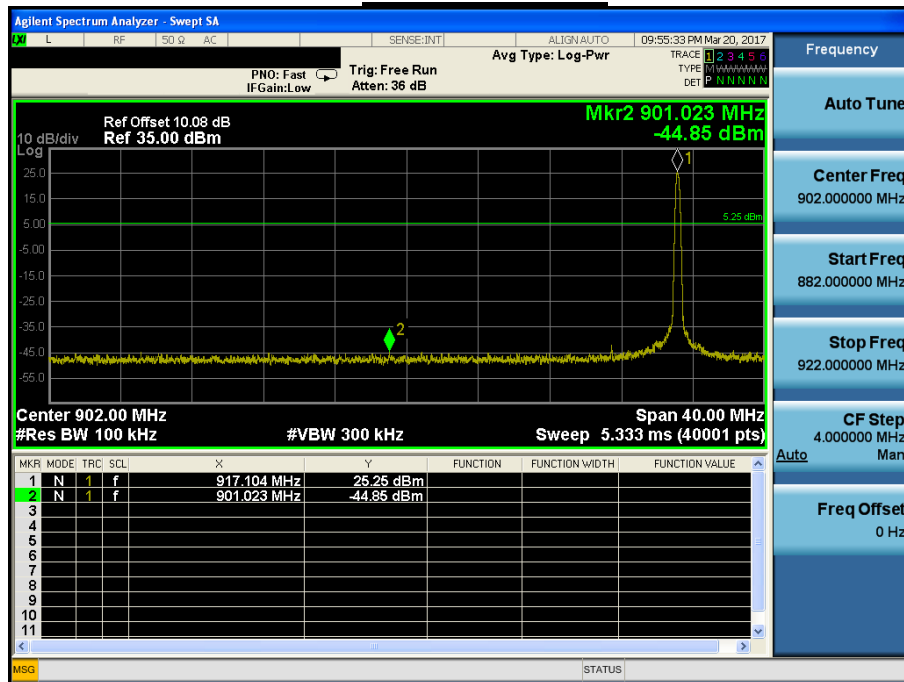 Agilent Spectrum Analyzer - Swept SA
LXI L RF 50 Ω AC SENSE:INT ALIGN AUTO 09:55:33 PM Mar 20, 2017
PNO: Fast Trig: Free Run Avg Type: Log-Pwr TRACE 1 2 3 4 5 6
IFGain:Low Atten: 36 dB TYPE MWWWWW
DET P N N N N N
Frequency
Auto Tune
Center Freq
902.000000 MHz
Start Freq
882.000000 MHz
Stop Freq
922.000000 MHz
CF Step
4.000000 MHz
Auto Man
Freq Offset
0 Hz
Mkr2 901.023 MHz
-44.85 dBm
Ref Offset 10.08 dB
10 dB/div Ref 35.00 dBm
Log
1
25.0
15.0
5.25 dBm
5.00
-5.00
-15.0
-25.0
-35.0
2
-45.0
-55.0
Center 902.00 MHz Span 40.00 MHz
#Res BW 100 kHz #VBW 300 kHz Sweep 5.333 ms (40001 pts)
MKR MODE TRC SCL X Y FUNCTION FUNCTION WIDTH FUNCTION VALUE
1 N 1 f 917.104 MHz 25.25 dBm
2 N 1 f 901.023 MHz -44.85 dBm
3
4
5
6
7
8
9
10
11
MSG STATUS